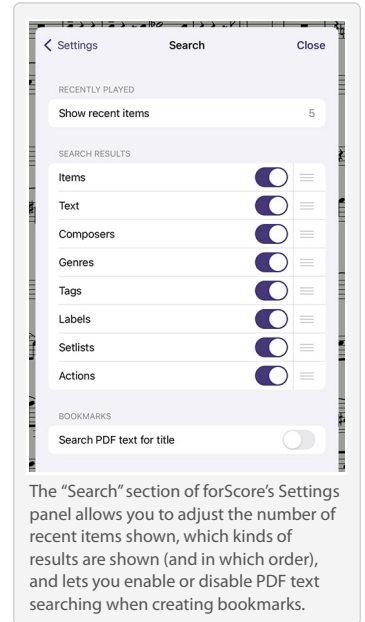 Settings Search Close
RECENTLY PLAYED
Show recent items 5
SEARCH RESULTS
Items
Text
Composers
Genres
Tags
Labels
Setlists
Actions
BOOKMARKS
Search PDF text for title
The “Search” section of forScore’s Settings
panel allows you to adjust the number of
recent items shown, which kinds of
results are shown (and in which order),
and lets you enable or disable PDF text
searching when creating bookmarks.